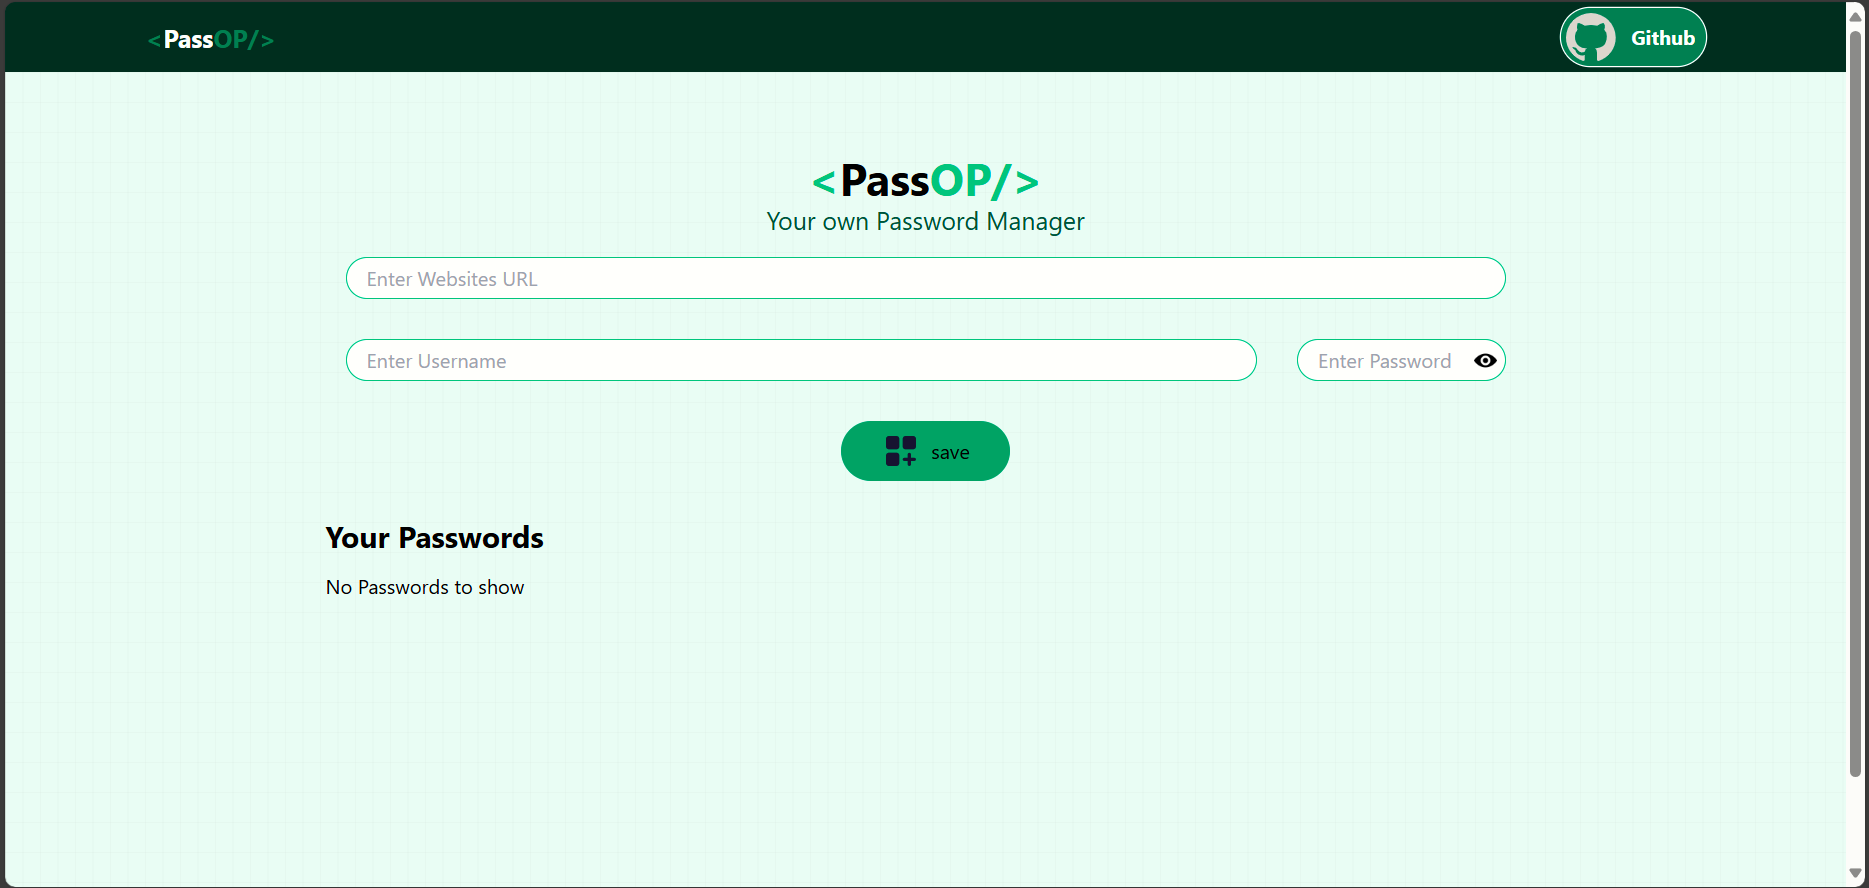 <PassOP/>
Github
<PassOP/>
Your own Password Manager
Enter Websites URL
Enter Username
Enter Password
save
Your Passwords
No Passwords to show